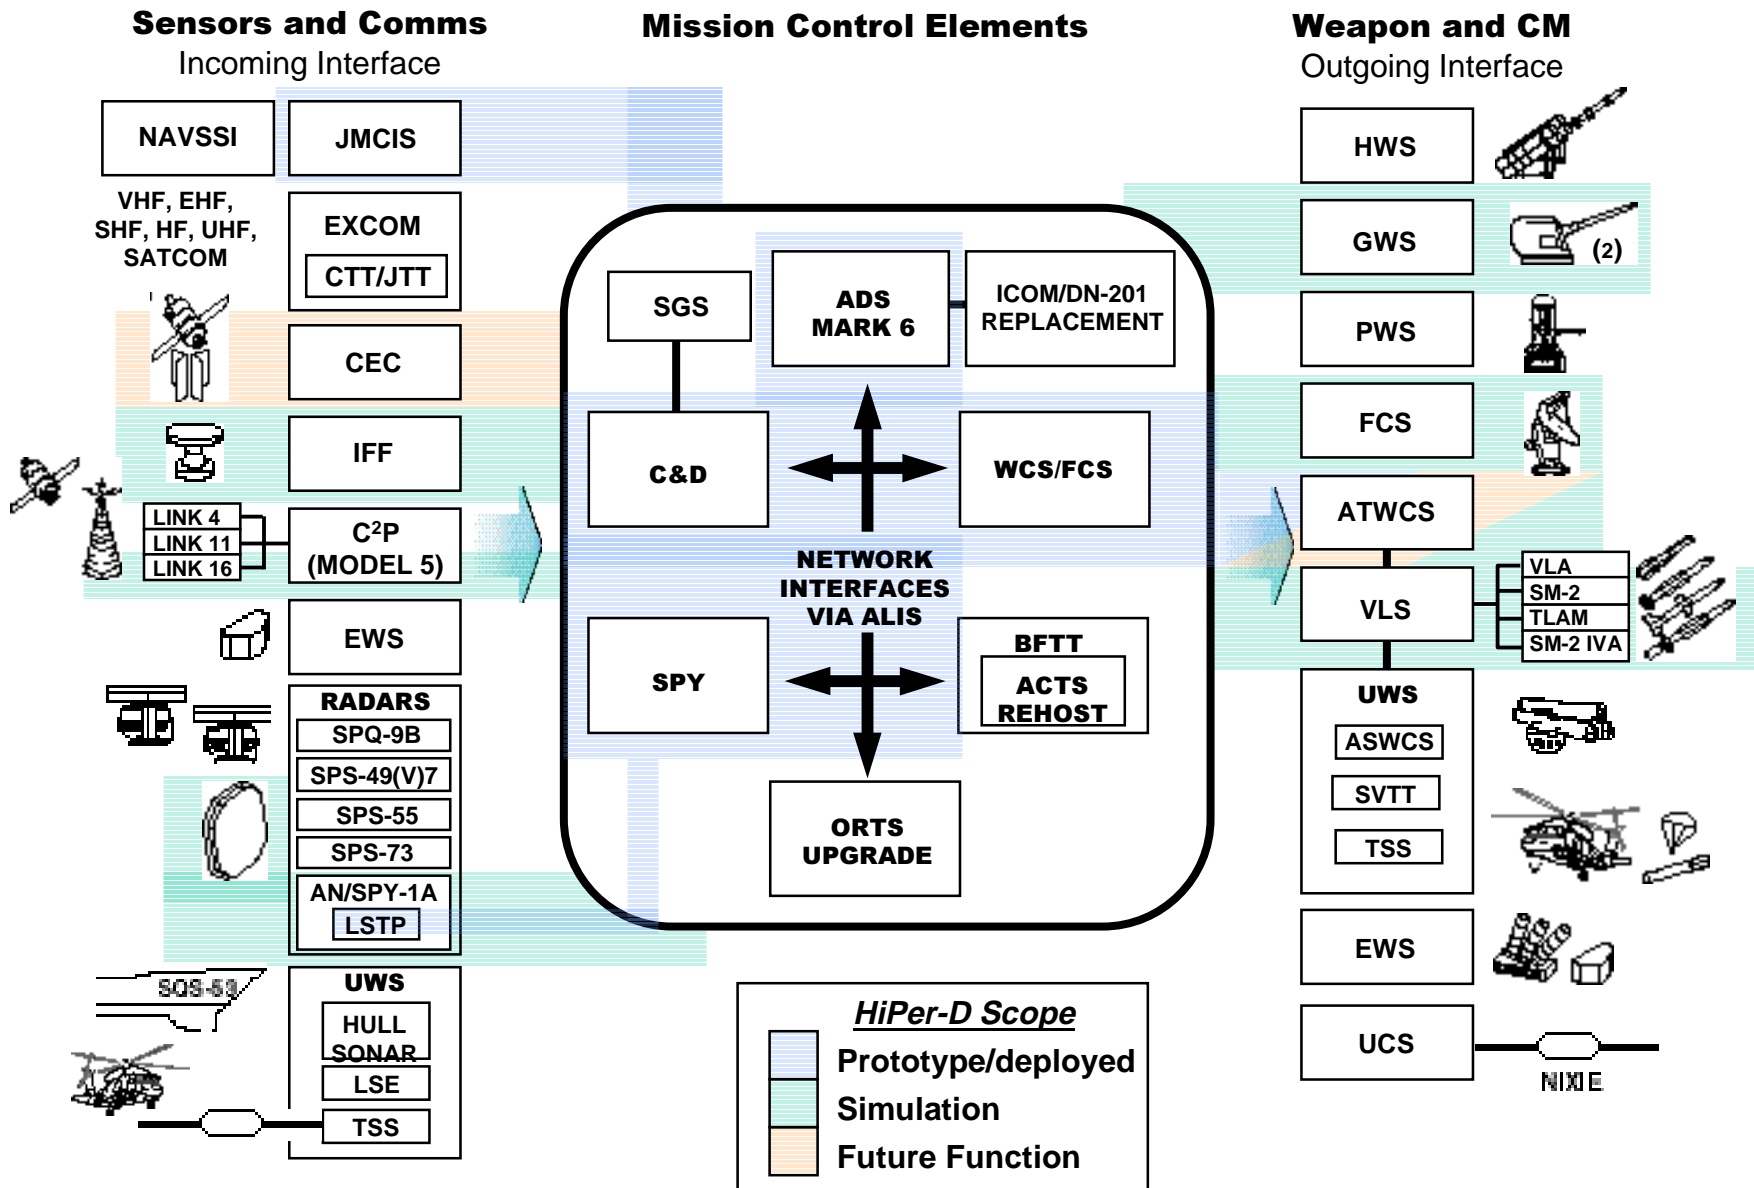 Sensors and Comms
Incoming Interface
NAVSSI
JMCIS
VHF, EHF,
SHF, HF, UHF,
SATCOM
EXCOM
CTT/JTT
CEC
IFF
LINK 4
LINK 11
LINK 16
C²P
(MODEL 5)
EWS
RADARS
SPQ-9B
SPS-49(V)7
SPS-55
SPS-73
AN/SPY-1A
LSTP
SQS-53
UWS
HULL
SONAR
LSE
TSS
Mission Control Elements
SGS
ADS
MARK 6
ICOM/DN-201
REPLACEMENT
C&D
WCS/FCS
NETWORK
INTERFACES
VIA ALIS
SPY
BFTT
ACTS
REHOST
ORTS
UPGRADE
HiPer-D Scope
Prototype/deployed
Simulation
Future Function
Weapon and CM
Outgoing Interface
HWS
GWS
(2)
PWS
FCS
ATWCS
VLS
VLA
SM-2
TLAM
SM-2 IVA
UWS
ASWCS
SVTT
TSS
EWS
UCS
NIXIE